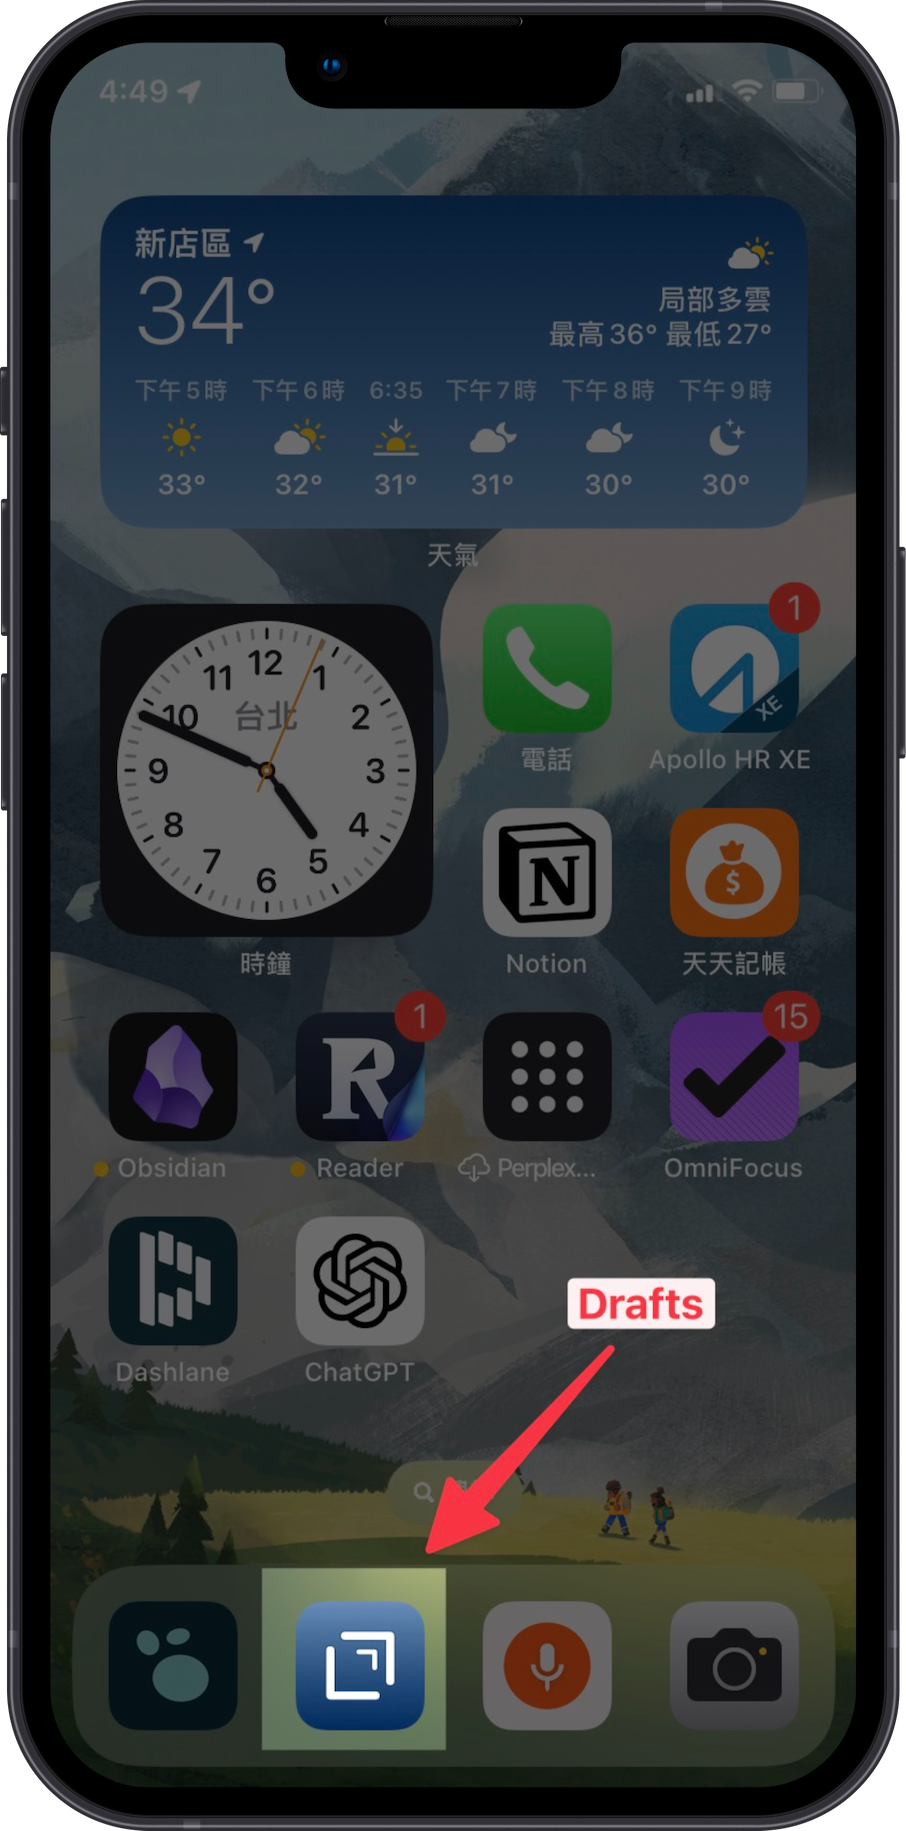 4:49
新店區
34°
局部多雲
最高 36° 最低 27°
下午5時 下午6時 6:35 下午7時 下午8時 下午9時
33° 32° 31° 31° 30° 30°
天氣
12
11 1
10 台北 2
9 3
8 4
7 5
6
時鐘
電話
1
XE
Apollo HR XE
N
Notion
$
天天記帳
Obsidian
R
1
Reader
Perplex...
15
OmniFocus
Dashlane
ChatGPT
Drafts